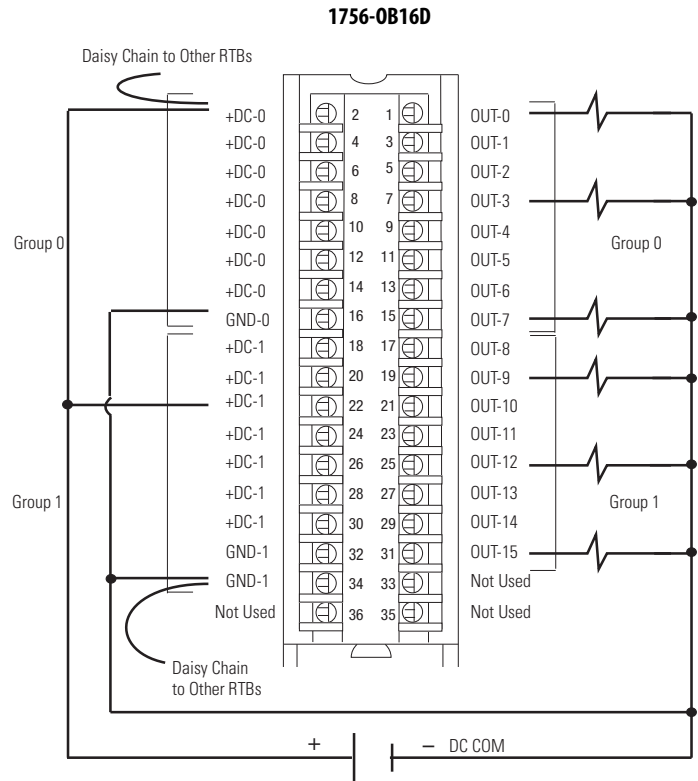 1756-OB16D
Daisy Chain to Other RTBs
+DC-0 2 1 OUT-0
+DC-0 4 3 OUT-1
+DC-0 6 5 OUT-2
+DC-0 8 7 OUT-3
+DC-0 10 9 OUT-4
Group 0 Group 0
+DC-0 12 11 OUT-5
+DC-0 14 13 OUT-6
GND-0 16 15 OUT-7
+DC-1 18 17 OUT-8
+DC-1 20 19 OUT-9
+DC-1 22 21 OUT-10
+DC-1 24 23 OUT-11
+DC-1 26 25 OUT-12
+DC-1 28 27 OUT-13
Group 1 Group 1
+DC-1 30 29 OUT-14
GND-1 32 31 OUT-15
GND-1 34 33 Not Used
Not Used 36 35 Not Used
Daisy Chain
to Other RTBs
+ – DC COM